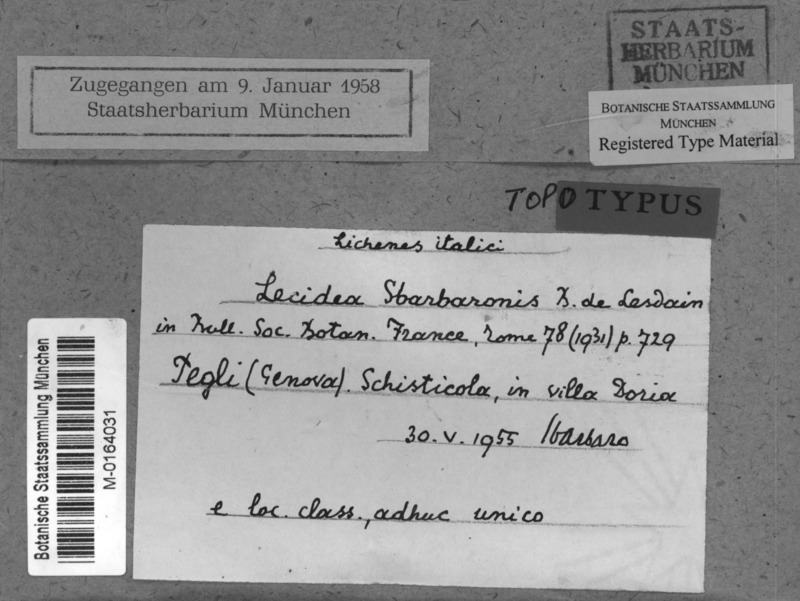 STAATS-
HERBARIUM
MÜNCHEN
Zugegangen am 9. Januar 1958
Staatsherbarium München
BOTANISCHE STAATSSAMMLUNG
MÜNCHEN
Registered Type Material
TOPOTYPUS
Lichenes italici
Lecidea Sbarbaronis B. de Lesdain
in Bull. Soc. Botan. France, tome 78 (1931) p. 729
Pegli (Genova). Schisticola, in villa Doria
30. V. 1955 Sbarbaro
e loc. class., adhuc unico
Botanische Staatssammlung München
M-0164031